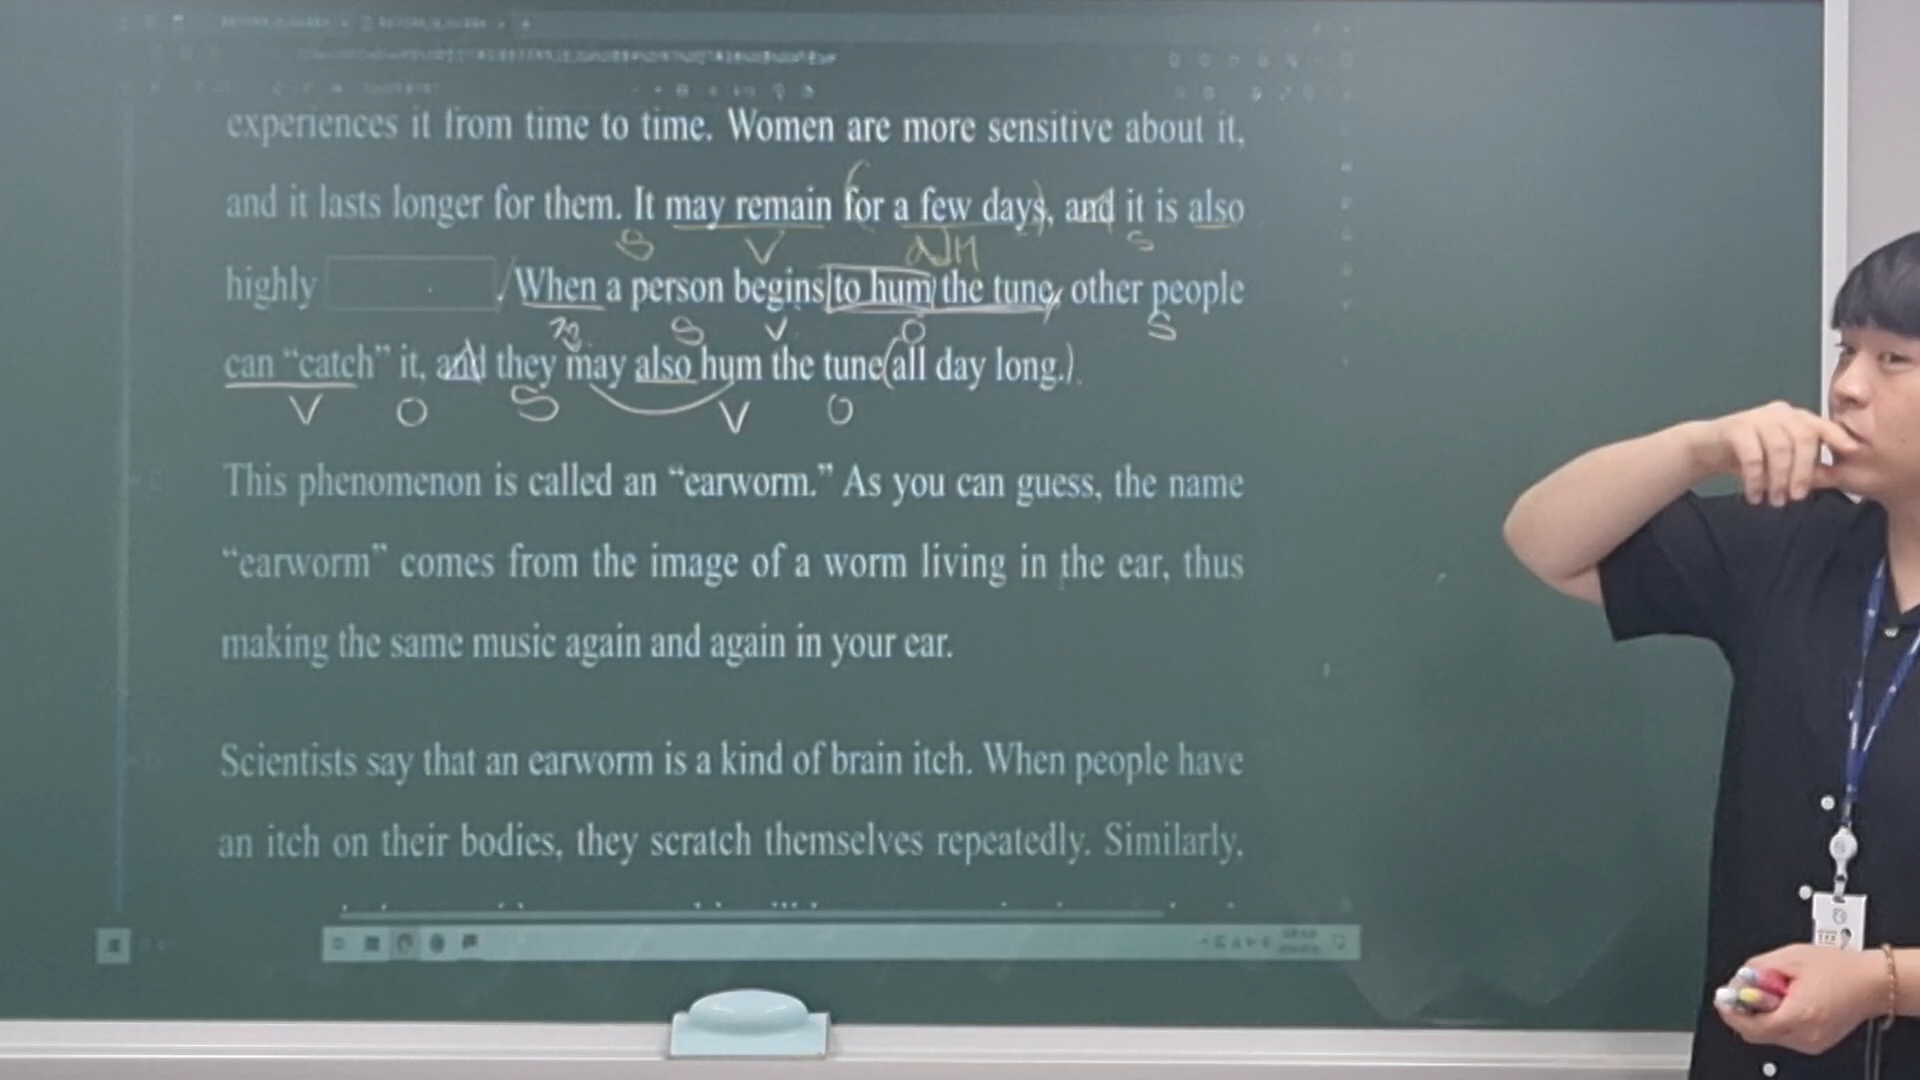 experiences it from time to time. Women are more sensitive about it,
and it lasts longer for them. It may remain (for a few days), and it is also
S V S
highly . / When a person begins to hum the tune, other people
S V O S
can “catch” it, and they may also hum the tune (all day long.)
V O S V O
This phenomenon is called an “earworm.” As you can guess, the name
“earworm” comes from the image of a worm living in the ear, thus
making the same music again and again in your ear.
Scientists say that an earworm is a kind of brain itch. When people have
an itch on their bodies, they scratch themselves repeatedly. Similarly,